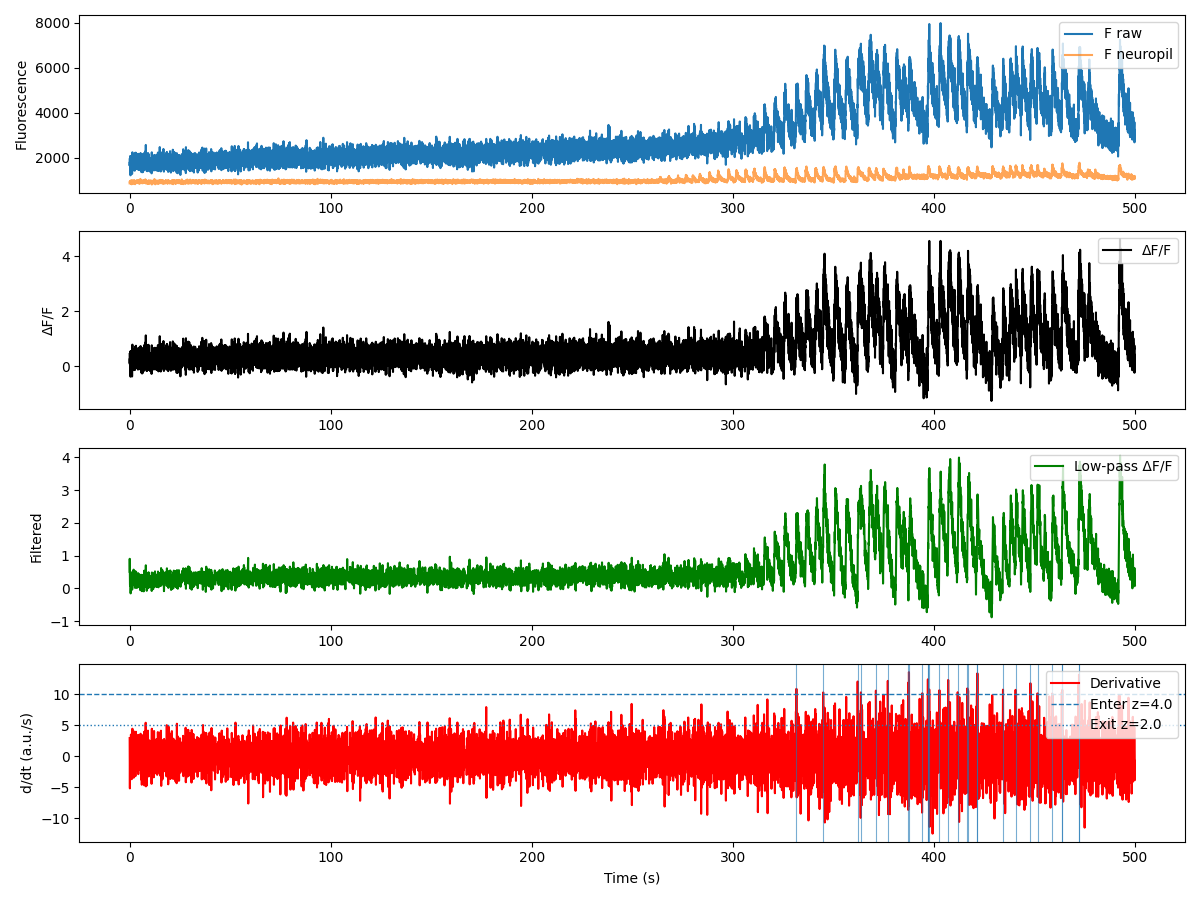 F raw
F neuropil
Fluorescence
8000
6000
4000
2000
0 100 200 300 400 500
ΔF/F
ΔF/F
4
2
0
0 100 200 300 400 500
Low-pass ΔF/F
Filtered
4
3
2
1
0
−1
0 100 200 300 400 500
Derivative
Enter z=4.0
Exit z=2.0
d/dt (a.u./s)
10
5
0
−5
−10
0 100 200 300 400 500
Time (s)